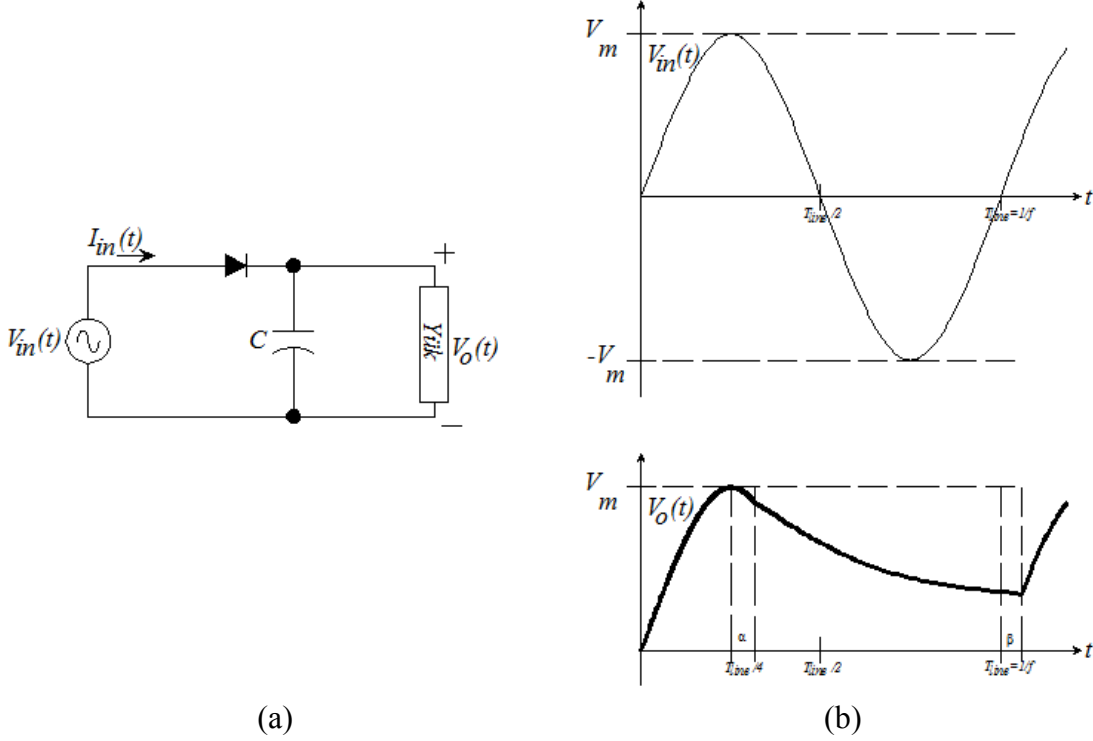 I_in(t)
V_in(t)
C
Yük
+
V_o(t)
−
(a)
V_m
V_in(t)
T_line/2
T_line=1/f
t
-V_m
V_m
V_o(t)
α
β
T_line/4
T_line/2
T_line=1/f
t
(b)